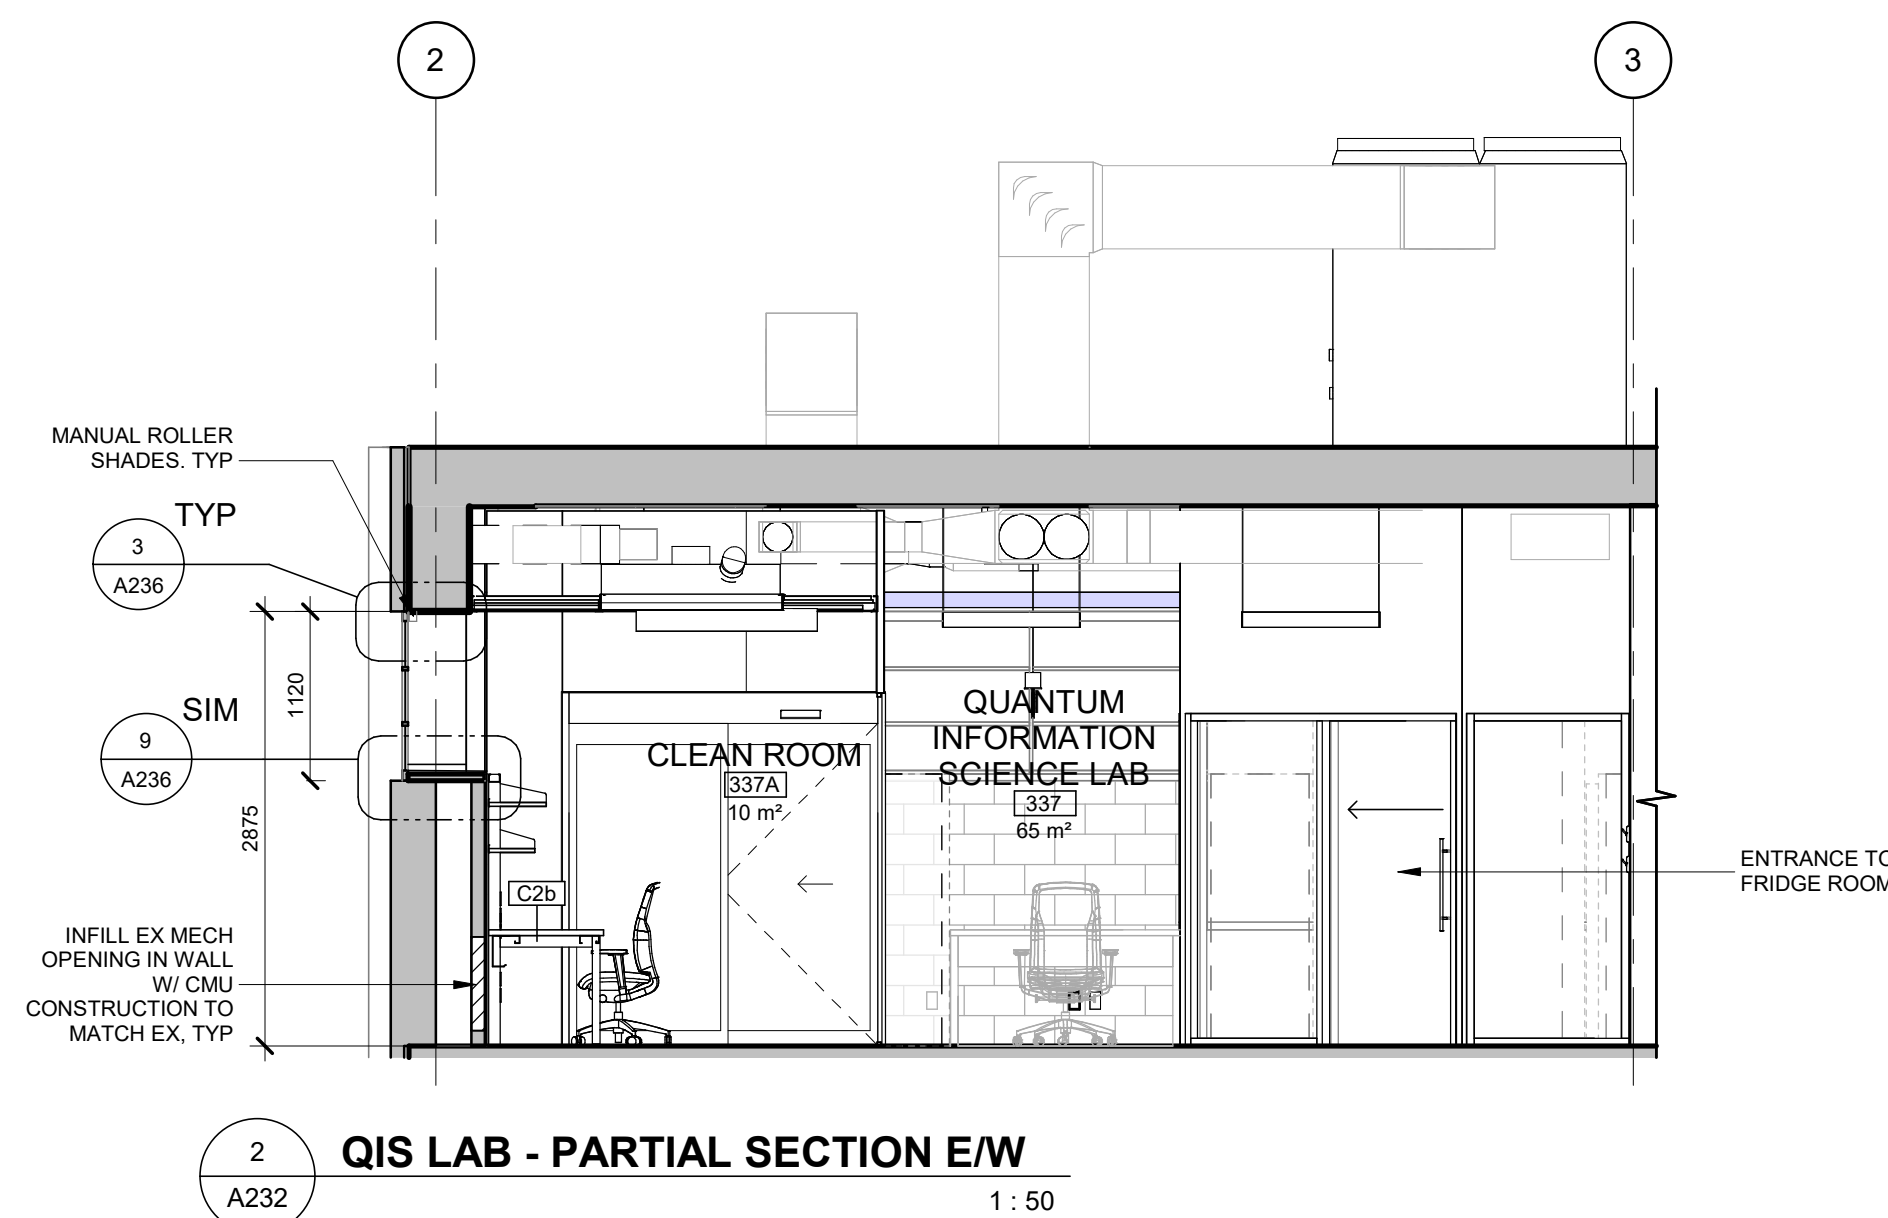 2
3
MANUAL ROLLER
SHADES. TYP
TYP
3
A236
SIM
9
A236
1120
2875
CLEAN ROOM
337A
10 m²
QUANTUM
INFORMATION
SCIENCE LAB
337
65 m²
C2b
ENTRANCE TO
FRIDGE ROOM
INFILL EX MECH
OPENING IN WALL
W/ CMU
CONSTRUCTION TO
MATCH EX, TYP
2
A232
QIS LAB - PARTIAL SECTION E/W
1 : 50